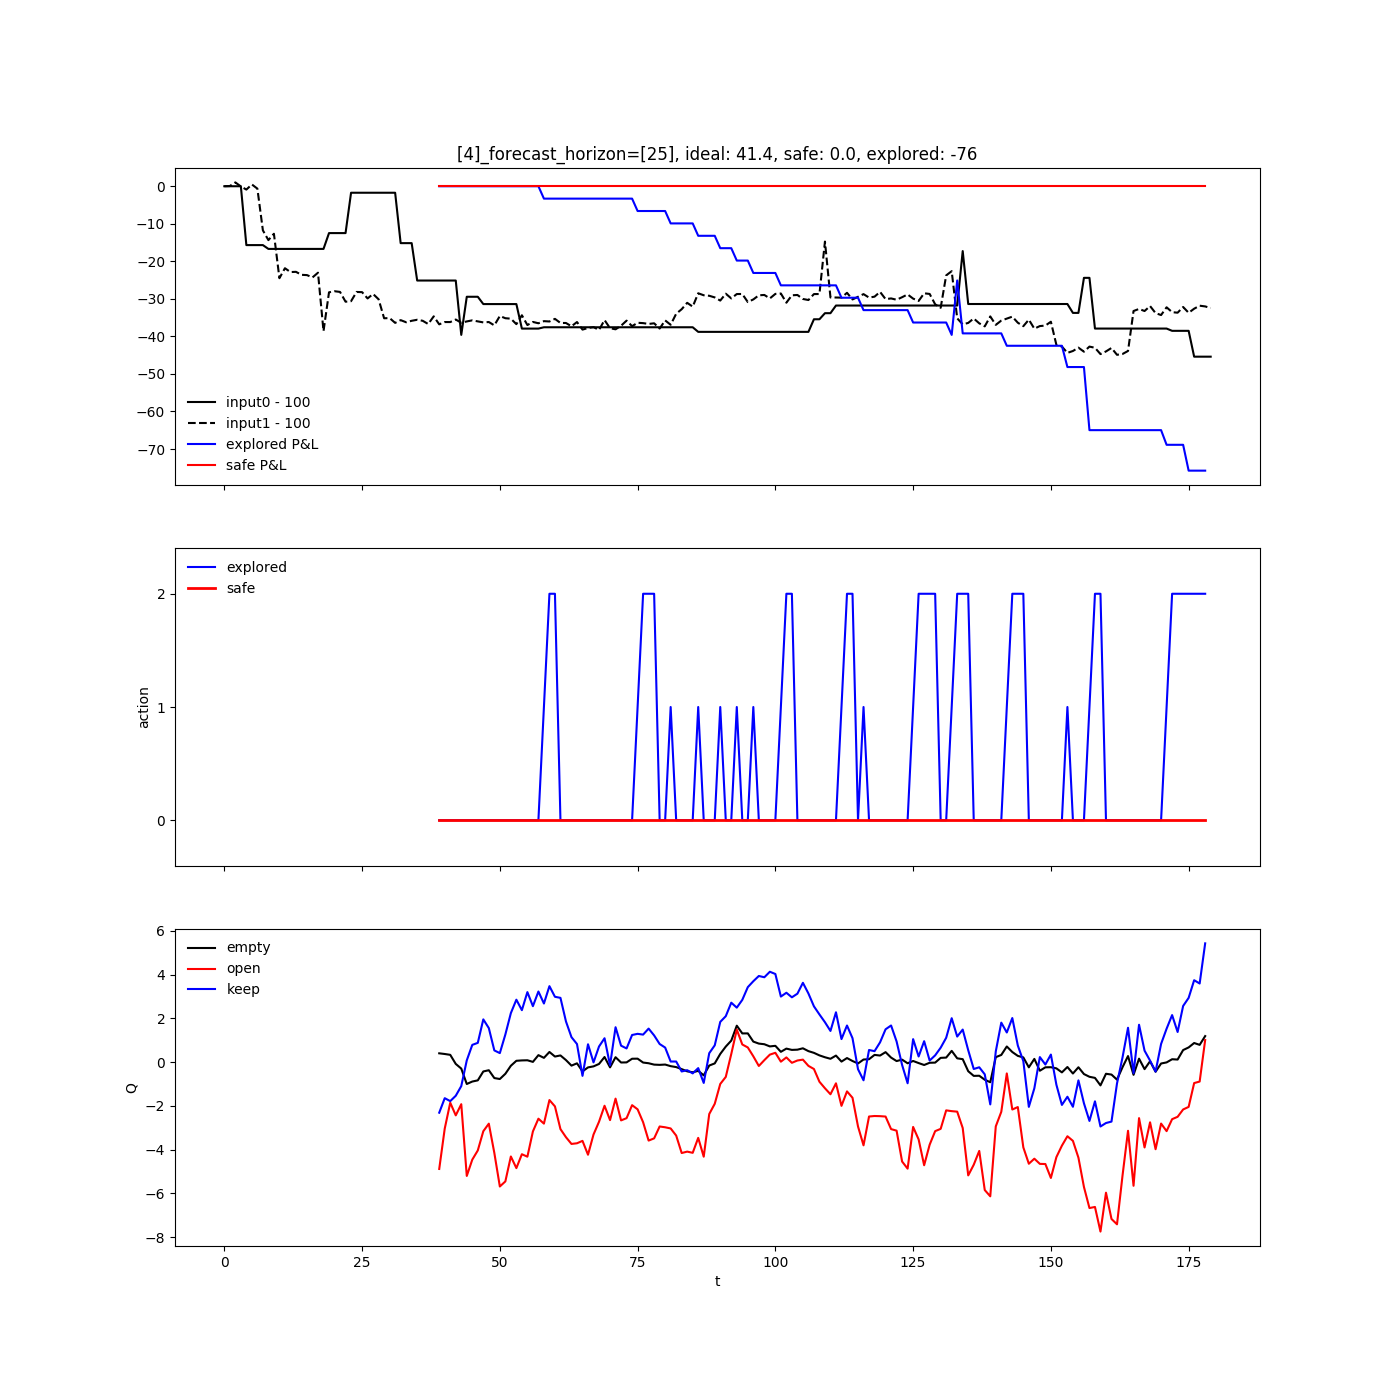 [4]_forecast_horizon=[25], ideal: 41.4, safe: 0.0, explored: -76
0
−10
−20
−30
−40
−50
−60
−70
input0 - 100
input1 - 100
explored P&L
safe P&L
2
1
0
action
explored
safe
6
4
2
0
−2
−4
−6
−8
Q
empty
open
keep
0 25 50 75 100 125 150 175
t